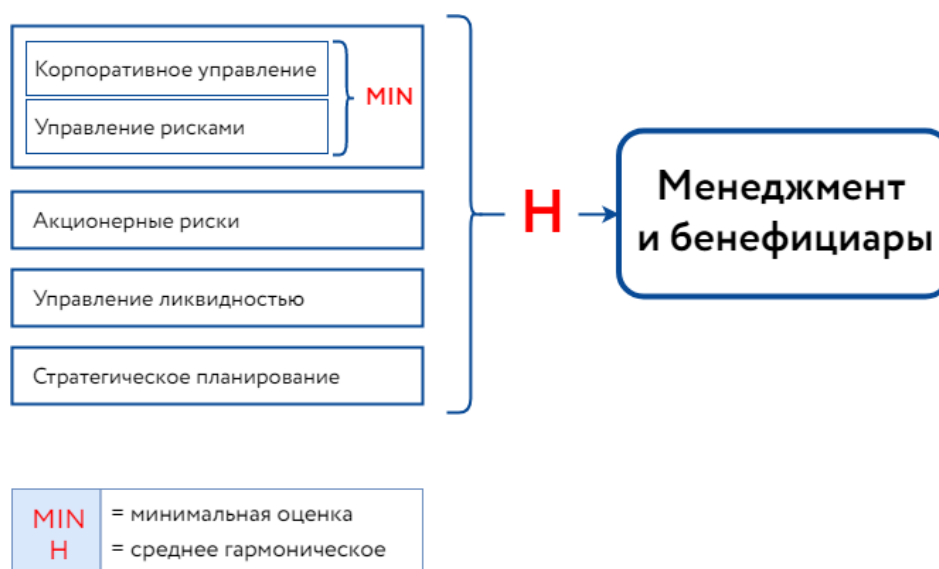 Корпоративное управление
Управление рисками
MIN
Акционерные риски
Управление ликвидностью
Стратегическое планирование
H
Менеджмент
и бенефициары
MIN = минимальная оценка
H = среднее гармоническое